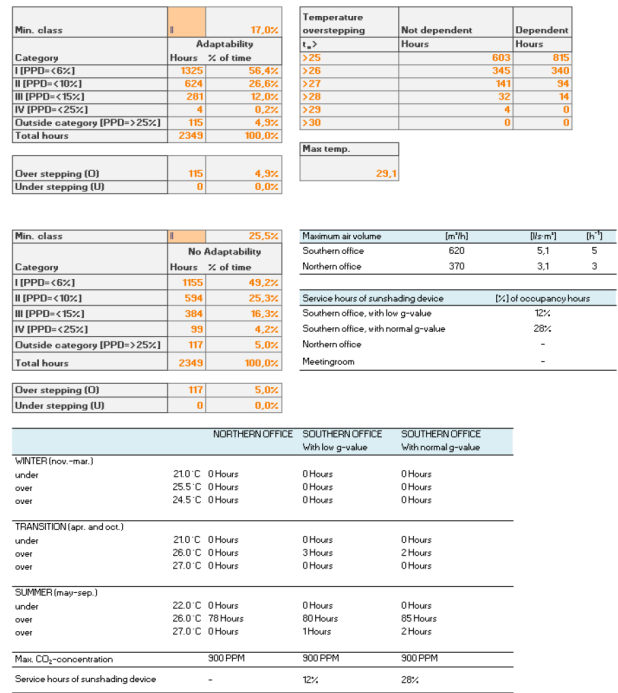 Min. class II 17,0%
Adaptability
Category Hours % of time
I [PPD=<6%] 1325 56,4%
II [PPD=<10%] 624 26,6%
III [PPD=<15%] 281 12,0%
IV [PPD=<25%] 4 0,2%
Outside category [PPD=>25%] 115 4,9%
Total hours 2349 100,0%
Over stepping (O) 115 4,9%
Under stepping (U) 0 0,0%
Temperature
overstepping Not dependent Dependent
Hours Hours
>25 603 815
>26 345 340
>27 141 94
>28 32 14
>29 4 0
>30 0 0
Max temp.
29,1
Min. class II 25,5%
No Adaptability
Category Hours % of time
I [PPD=<6%] 1155 49,2%
II [PPD=<10%] 594 25,3%
III [PPD=<15%] 384 16,3%
IV [PPD=<25%] 99 4,2%
Outside category [PPD=>25%] 117 5,0%
Total hours 2349 100,0%
Over stepping (O) 117 5,0%
Under stepping (U) 0 0,0%
Maximum air volume [m³/h] [l/s·m²] [h⁻¹]
Southern office 620 5,1 5
Northern office 370 3,1 3
Service hours of sunshading device [%] of occupancy hours
Southern office, with low g-value 12%
Southern office, with normal g-value 28%
Northern office -
Meetingroom -
NORTHERN OFFICE SOUTHERN OFFICE SOUTHERN OFFICE
With low g-value With normal g-value
WINTER (nov.-mar.)
under 21.0°C 0 Hours 0 Hours 0 Hours
over 25.5°C 0 Hours 0 Hours 0 Hours
over 24.5°C 0 Hours 0 Hours 0 Hours
TRANSITION (apr. and oct.)
under 21.0°C 0 Hours 0 Hours 0 Hours
over 26.0°C 0 Hours 3 Hours 2 Hours
over 27.0°C 0 Hours 0 Hours 0 Hours
SUMMER (may-sep.)
under 22.0°C 0 Hours 0 Hours 0 Hours
over 26.0°C 78 Hours 80 Hours 85 Hours
over 27.0°C 0 Hours 1 Hours 2 Hours
Max. CO₂-concentration 900 PPM 900 PPM 900 PPM
Service hours of sunshading device - 12% 28%